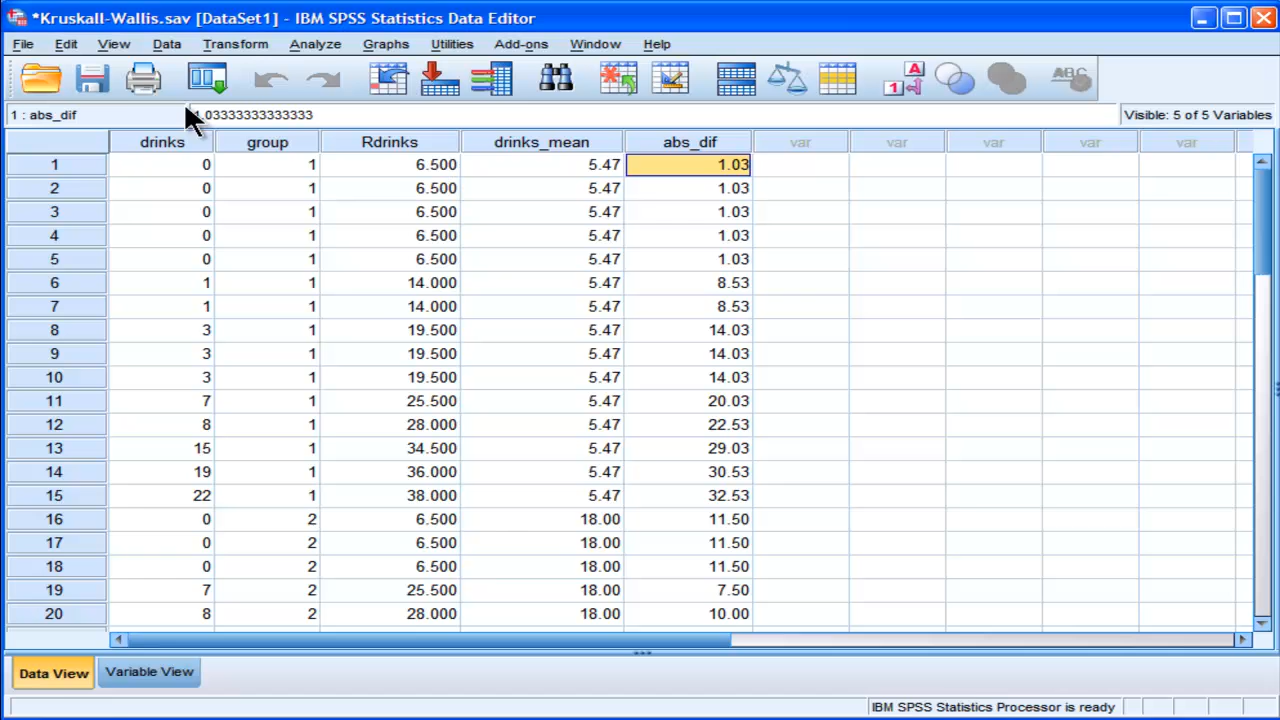 *Kruskall-Wallis.sav [DataSet1] - IBM SPSS Statistics Data Editor
File Edit View Data Transform Analyze Graphs Utilities Add-ons Window Help
A 1 ABC
1 : abs_dif 1.03333333333333 Visible: 5 of 5 Variables
drinks group Rdrinks drinks_mean abs_dif var var var var var
1 0 1 6.500 5.47 1.03
2 0 1 6.500 5.47 1.03
3 0 1 6.500 5.47 1.03
4 0 1 6.500 5.47 1.03
5 0 1 6.500 5.47 1.03
6 1 1 14.000 5.47 8.53
7 1 1 14.000 5.47 8.53
8 3 1 19.500 5.47 14.03
9 3 1 19.500 5.47 14.03
10 3 1 19.500 5.47 14.03
11 7 1 25.500 5.47 20.03
12 8 1 28.000 5.47 22.53
13 15 1 34.500 5.47 29.03
14 19 1 36.000 5.47 30.53
15 22 1 38.000 5.47 32.53
16 0 2 6.500 18.00 11.50
17 0 2 6.500 18.00 11.50
18 0 2 6.500 18.00 11.50
19 7 2 25.500 18.00 7.50
20 8 2 28.000 18.00 10.00
Data View Variable View
IBM SPSS Statistics Processor is ready